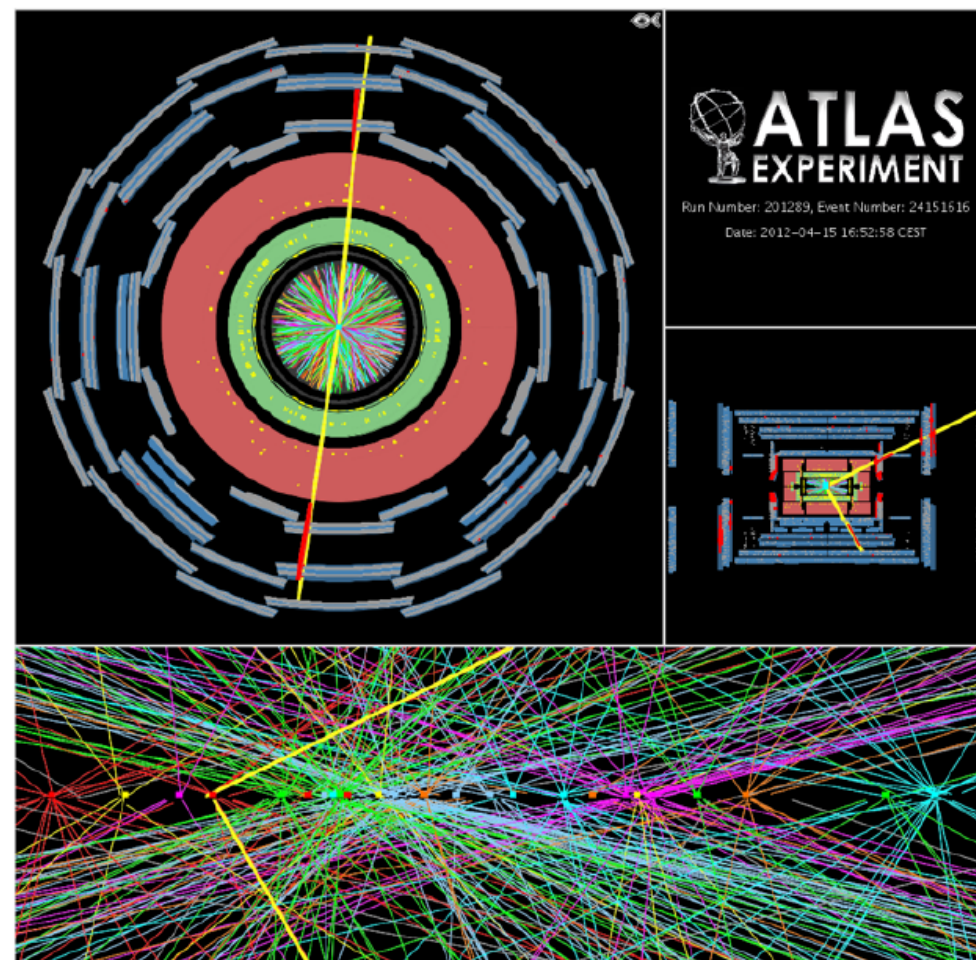 ATLAS
EXPERIMENT
Run Number: 201289, Event Number: 24151616
Date: 2012-04-15 16:52:58 CEST